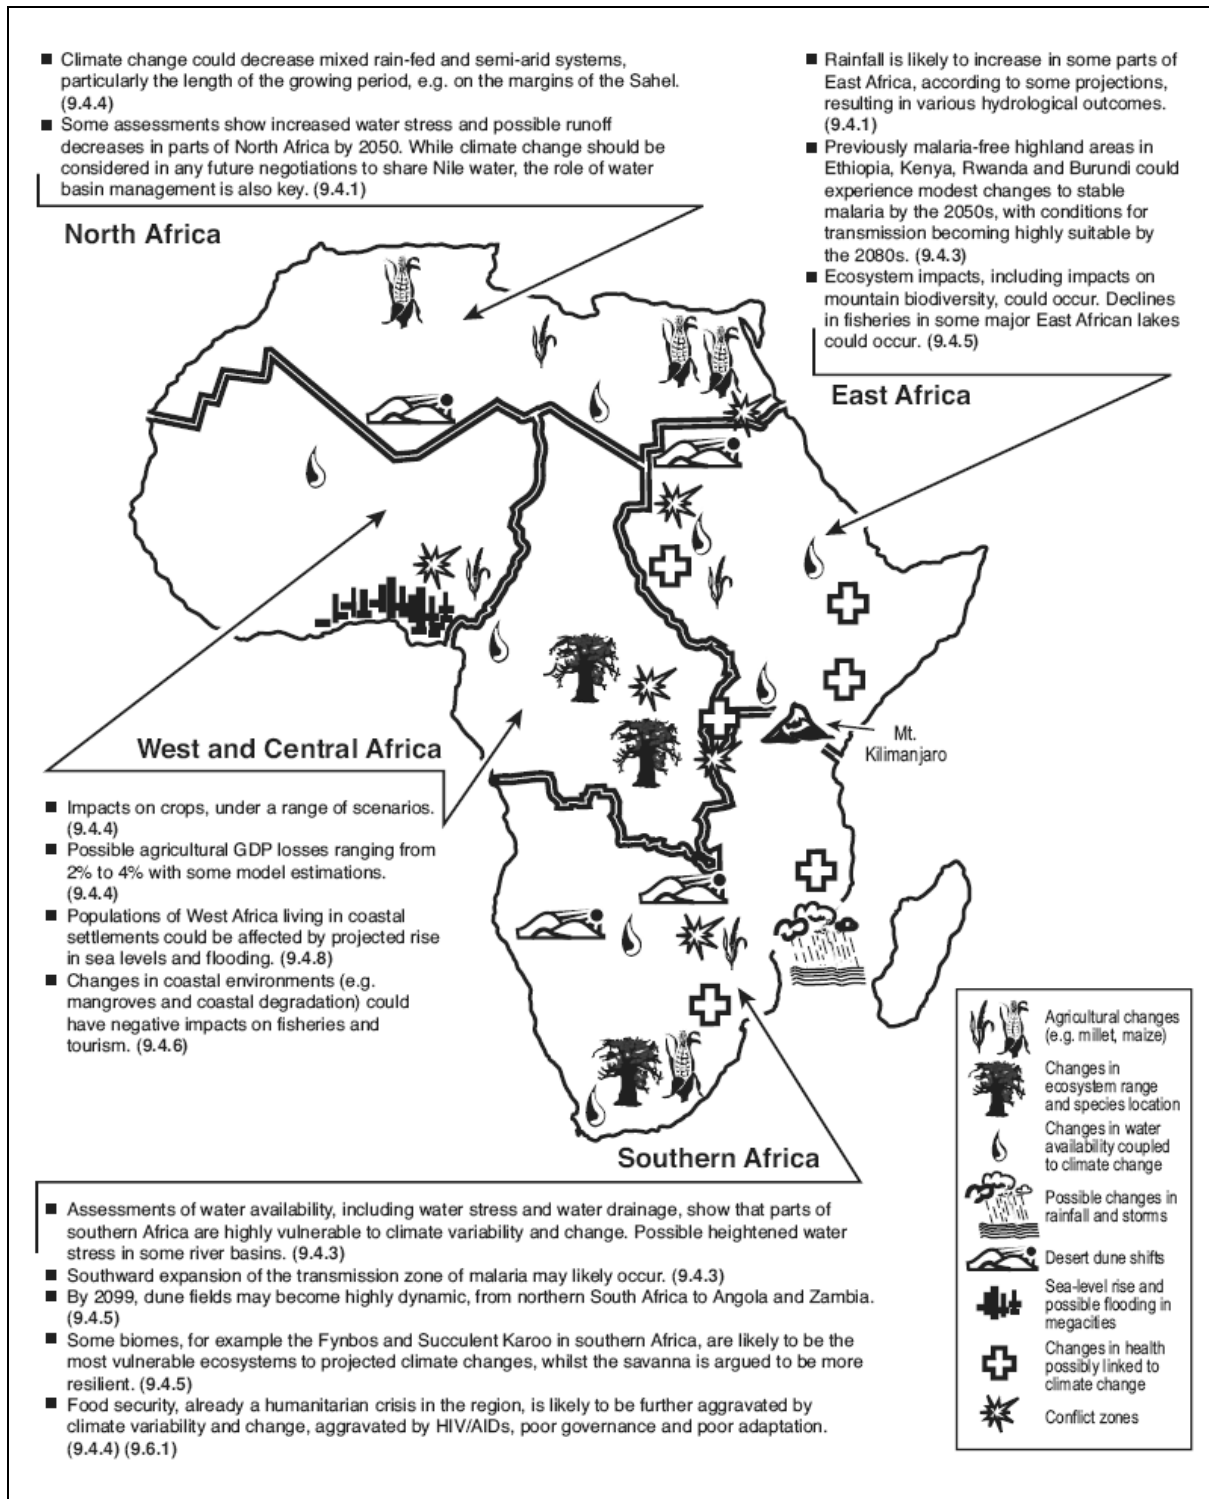 ■ Climate change could decrease mixed rain-fed and semi-arid systems,
particularly the length of the growing period, e.g. on the margins of the Sahel.
(9.4.4)
■ Some assessments show increased water stress and possible runoff
decreases in parts of North Africa by 2050. While climate change should be
considered in any future negotiations to share Nile water, the role of water
basin management is also key. (9.4.1)
North Africa
■ Rainfall is likely to increase in some parts of
East Africa, according to some projections,
resulting in various hydrological outcomes.
(9.4.1)
■ Previously malaria-free highland areas in
Ethiopia, Kenya, Rwanda and Burundi could
experience modest changes to stable
malaria by the 2050s, with conditions for
transmission becoming highly suitable by
the 2080s. (9.4.3)
■ Ecosystem impacts, including impacts on
mountain biodiversity, could occur. Declines
in fisheries in some major East African lakes
could occur. (9.4.5)
East Africa
Mt.
Kilimanjaro
West and Central Africa
■ Impacts on crops, under a range of scenarios.
(9.4.4)
■ Possible agricultural GDP losses ranging from
2% to 4% with some model estimations.
(9.4.4)
■ Populations of West Africa living in coastal
settlements could be affected by projected rise
in sea levels and flooding. (9.4.8)
■ Changes in coastal environments (e.g.
mangroves and coastal degradation) could
have negative impacts on fisheries and
tourism. (9.4.6)
Agricultural changes
(e.g. millet, maize)
Changes in
ecosystem range
and species location
Changes in water
availability coupled
to climate change
Possible changes in
rainfall and storms
Desert dune shifts
Sea-level rise and
possible flooding in
megacities
Changes in health
possibly linked to
climate change
Conflict zones
Southern Africa
■ Assessments of water availability, including water stress and water drainage, show that parts of
southern Africa are highly vulnerable to climate variability and change. Possible heightened water
stress in some river basins. (9.4.3)
■ Southward expansion of the transmission zone of malaria may likely occur. (9.4.3)
■ By 2099, dune fields may become highly dynamic, from northern South Africa to Angola and Zambia.
(9.4.5)
■ Some biomes, for example the Fynbos and Succulent Karoo in southern Africa, are likely to be the
most vulnerable ecosystems to projected climate changes, whilst the savanna is argued to be more
resilient. (9.4.5)
■ Food security, already a humanitarian crisis in the region, is likely to be further aggravated by
climate variability and change, aggravated by HIV/AIDs, poor governance and poor adaptation.
(9.4.4) (9.6.1)